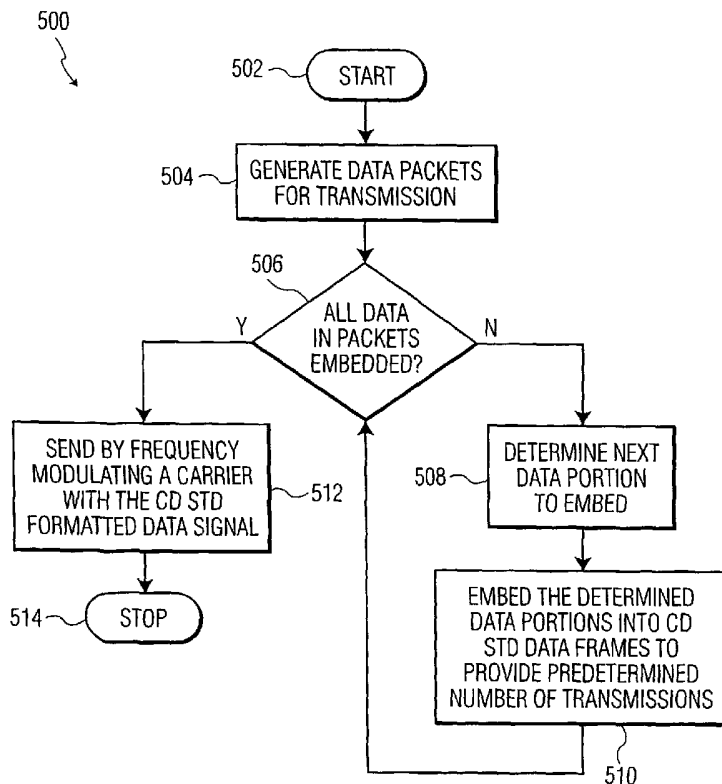 500
502
START
504
GENERATE DATA PACKETS
FOR TRANSMISSION
506
ALL DATA
IN PACKETS
EMBEDDED?
Y
N
SEND BY FREQUENCY
MODULATING A CARRIER
WITH THE CD STD
FORMATTED DATA SIGNAL
512
508
DETERMINE NEXT
DATA PORTION
TO EMBED
514
STOP
EMBED THE DETERMINED
DATA PORTIONS INTO CD
STD DATA FRAMES TO
PROVIDE PREDETERMINED
NUMBER OF TRANSMISSIONS
510